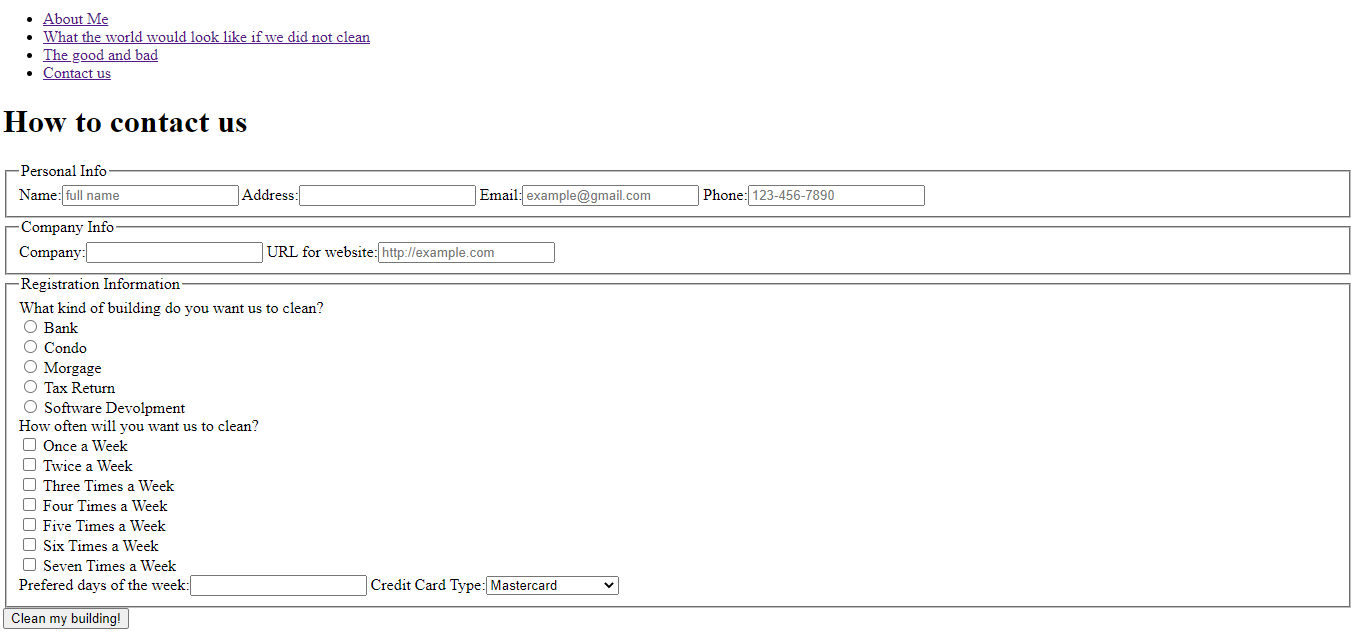 About Me
What the world would look like if we did not clean
The good and bad
Contact us
How to contact us
Personal Info
Name: full name Address: Email: example@gmail.com Phone: 123-456-7890
Company Info
Company: URL for website: http://example.com
Registration Information
What kind of building do you want us to clean?
Bank
Condo
Morgage
Tax Return
Software Devolpment
How often will you want us to clean?
Once a Week
Twice a Week
Three Times a Week
Four Times a Week
Five Times a Week
Six Times a Week
Seven Times a Week
Prefered days of the week: Credit Card Type: Mastercard
Clean my building!